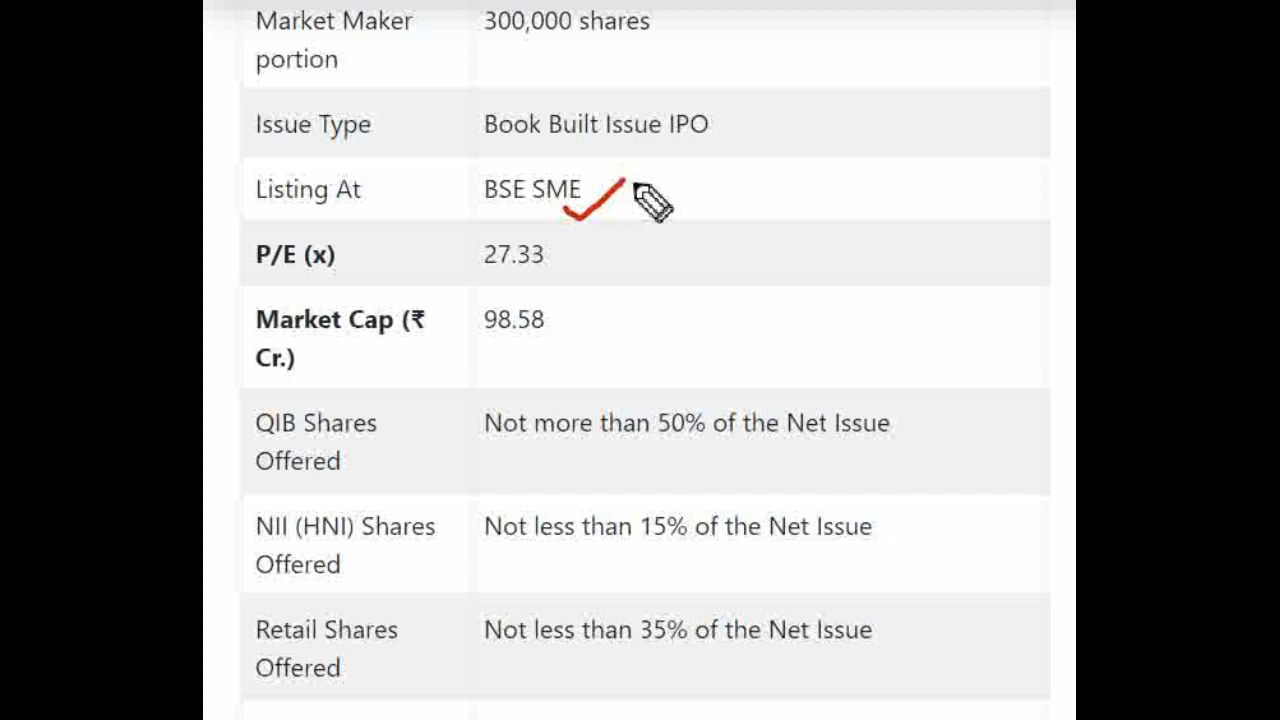 Market Maker 300,000 shares
portion
Issue Type Book Built Issue IPO
Listing At BSE SME
P/E (x) 27.33
Market Cap (₹ 98.58
Cr.)
QIB Shares Not more than 50% of the Net Issue
Offered
NII (HNI) Shares Not less than 15% of the Net Issue
Offered
Retail Shares Not less than 35% of the Net Issue
Offered